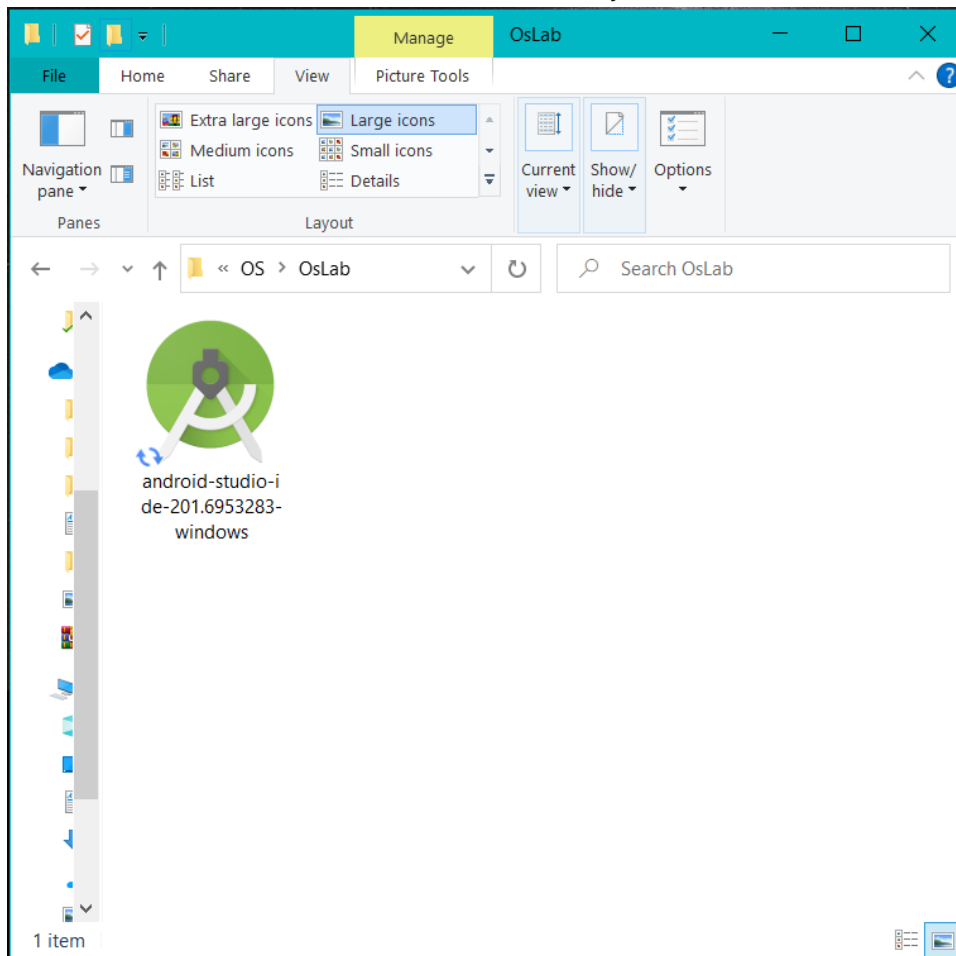 Manage
OsLab
File
Home
Share
View
Picture Tools
?
Navigation
pane
Extra large icons
Large icons
Medium icons
Small icons
List
Details
Current
view
Show/
hide
Options
Panes
Layout
« OS > OsLab
Search OsLab
android-studio-i
de-201.6953283-
windows
1 item